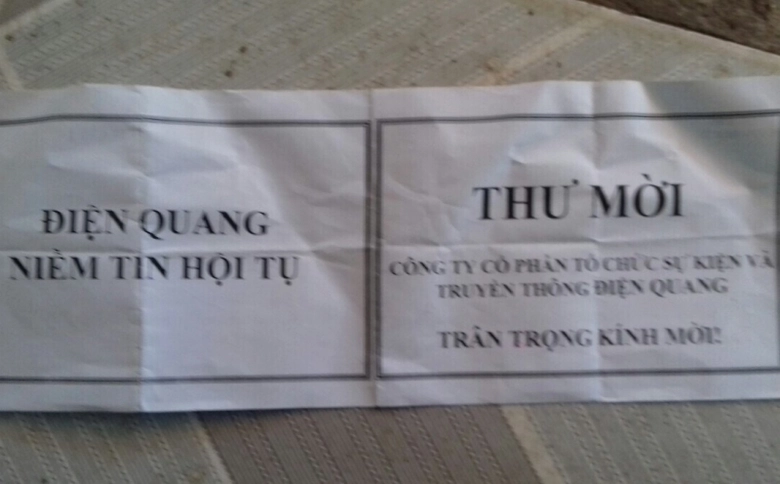 ĐIỆN QUANG
NIỀM TIN HỘI TỤ
THƯ MỜI
CÔNG TY CỔ PHẦN TỔ CHỨC SỰ KIỆN VÀ
TRUYỀN THÔNG ĐIỆN QUANG
TRÂN TRỌNG KÍNH MỜI!